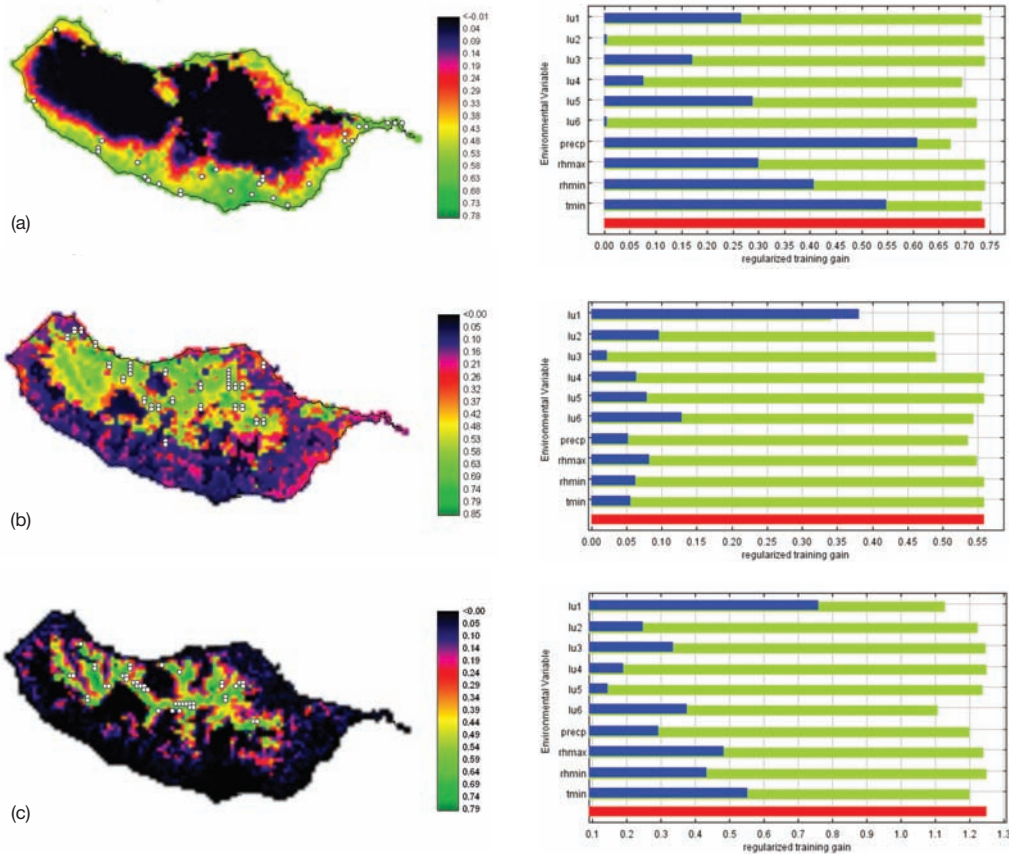 <-0.01
0.04
0.14
0.19
0.24
0.29
0.34
0.38
0.43
0.48
0.53
0.58
0.63
0.68
0.73
0.78
(a)
Environmental Variable
lu1
lu2
lu3
lu4
lu5
lu6
precp
rhmax
rhmin
tmin
0.00 0.05 0.10 0.15 0.20 0.25 0.30 0.35 0.40 0.45 0.50 0.55 0.60 0.65 0.70 0.75
regularized training gain
<0.00
0.05
0.10
0.16
0.21
0.26
0.32
0.37
0.42
0.48
0.53
0.58
0.63
0.68
0.74
0.79
0.85
(b)
Environmental Variable
lu1
lu2
lu3
lu4
lu5
lu6
precp
rhmax
rhmin
tmin
0.00 0.05 0.10 0.15 0.20 0.25 0.30 0.35 0.40 0.45 0.50 0.55
regularized training gain
<0.00
0.05
0.10
0.14
0.19
0.24
0.29
0.34
0.39
0.44
0.49
0.54
0.59
0.64
0.69
0.74
0.79
(c)
Environmental Variable
lu1
lu2
lu3
lu4
lu5
lu6
precp
rhmax
rhmin
tmin
0.1 0.2 0.3 0.4 0.5 0.6 0.7 0.8 0.9 1.0 1.1 1.2 1.3
regularized training gain